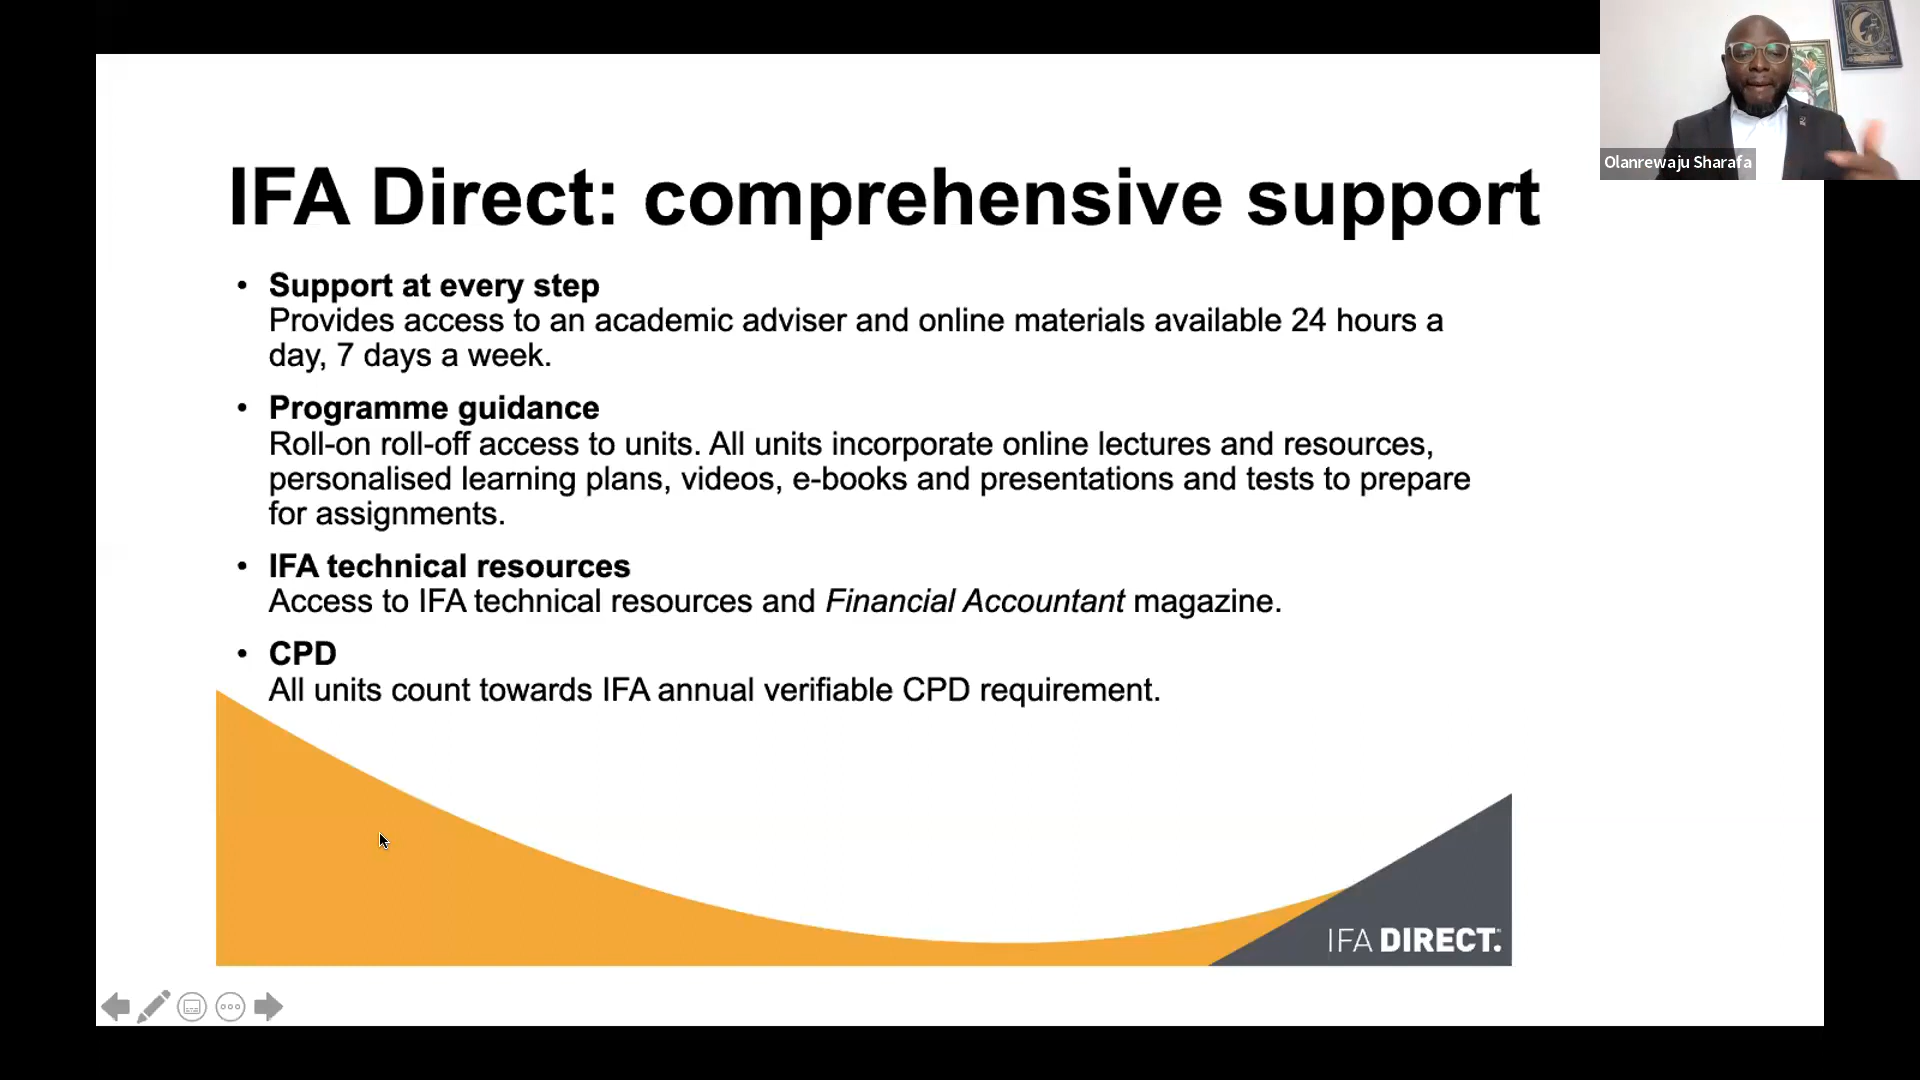 Olanrewaju Sharafa
IFA Direct: comprehensive support
• Support at every step
Provides access to an academic adviser and online materials available 24 hours a
day, 7 days a week.
• Programme guidance
Roll-on roll-off access to units. All units incorporate online lectures and resources,
personalised learning plans, videos, e-books and presentations and tests to prepare
for assignments.
• IFA technical resources
Access to IFA technical resources and Financial Accountant magazine.
• CPD
All units count towards IFA annual verifiable CPD requirement.
IFA DIRECT.